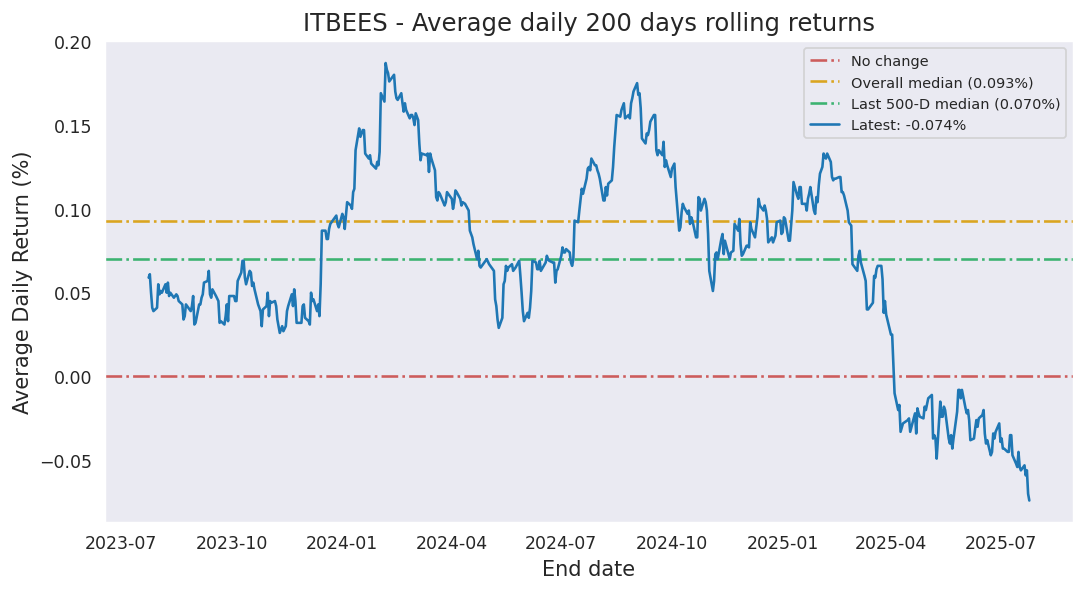 ITBEES - Average daily 200 days rolling returns
No change
Overall median (0.093%)
Last 500-D median (0.070%)
Latest: -0.074%
Average Daily Return (%)
0.20
0.15
0.10
0.05
0.00
−0.05
2023-07 2023-10 2024-01 2024-04 2024-07 2024-10 2025-01 2025-04 2025-07
End date